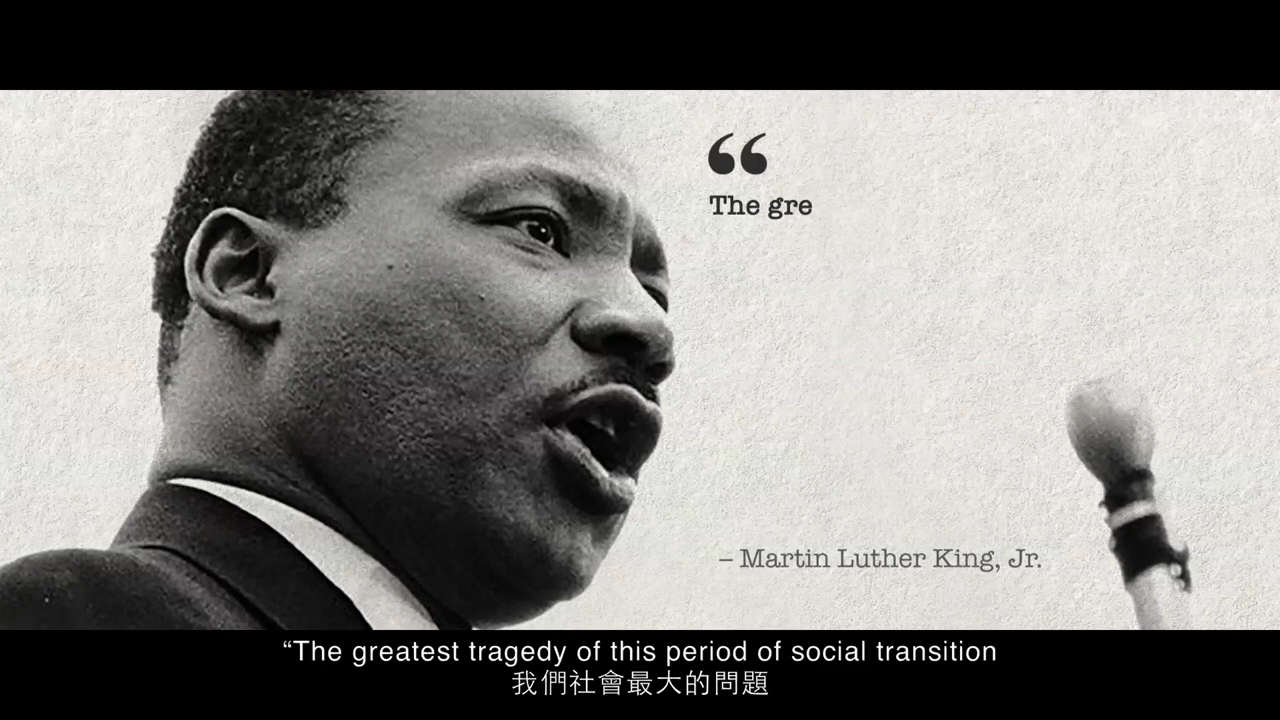 “
The gre
– Martin Luther King, Jr.
“The greatest tragedy of this period of social transition
我們社會最大的問題